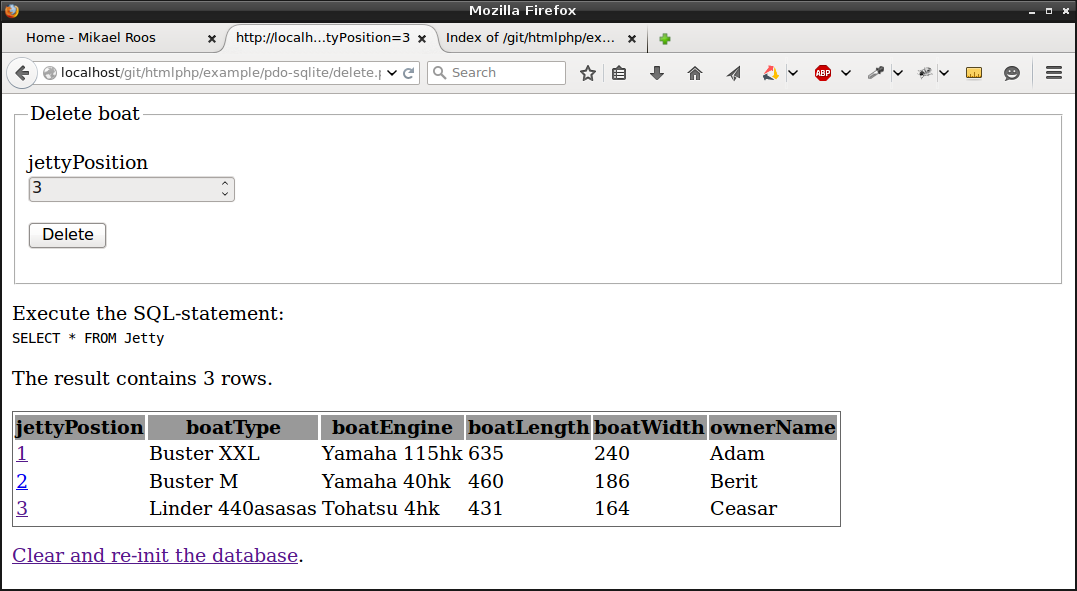 Mozilla Firefox
Home - Mikael Roos
http://localh...tyPosition=3
Index of /git/htmlphp/ex...
localhost/git/htmlphp/example/pdo-sqlite/delete.p
Search
ABP
Delete boat
jettyPosition
3
Delete
Execute the SQL-statement:
SELECT * FROM Jetty
The result contains 3 rows.
jettyPostion boatType boatEngine boatLength boatWidth ownerName
1 Buster XXL Yamaha 115hk 635 240 Adam
2 Buster M Yamaha 40hk 460 186 Berit
3 Linder 440asasas Tohatsu 4hk 431 164 Ceasar
Clear and re-init the database.